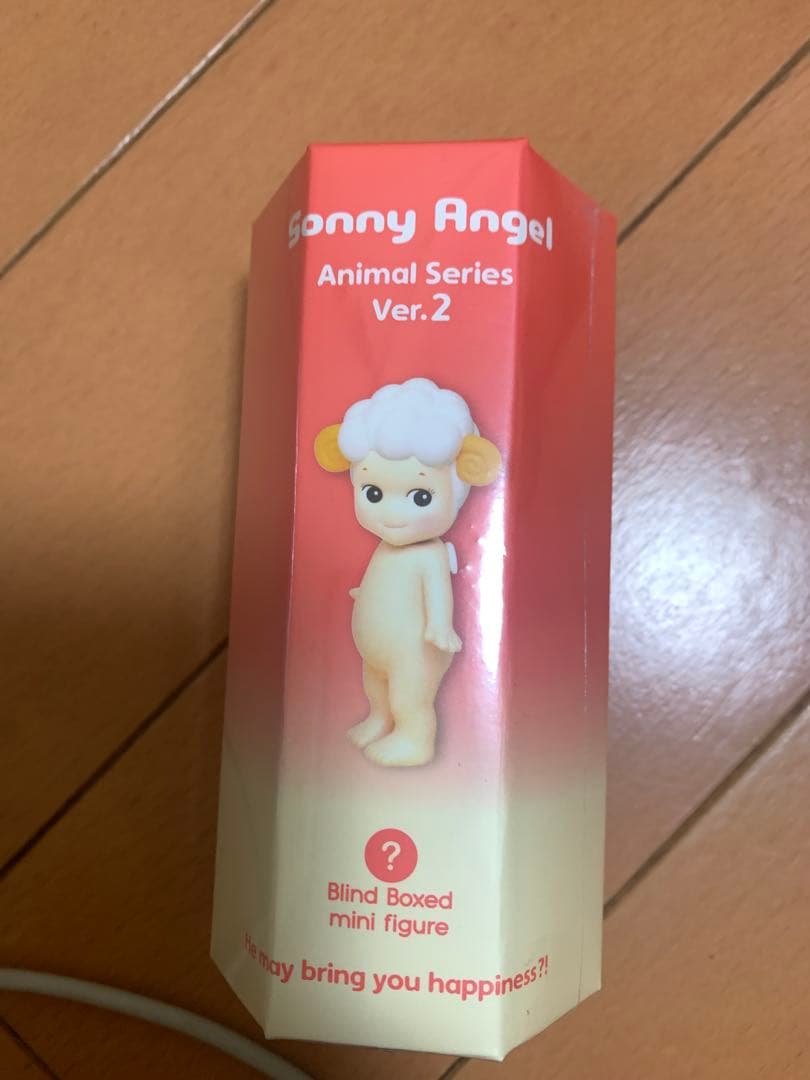 Sonny Angel
Animal Series
Ver.2
?
Blind Boxed
mini figure
He may bring you happiness?!